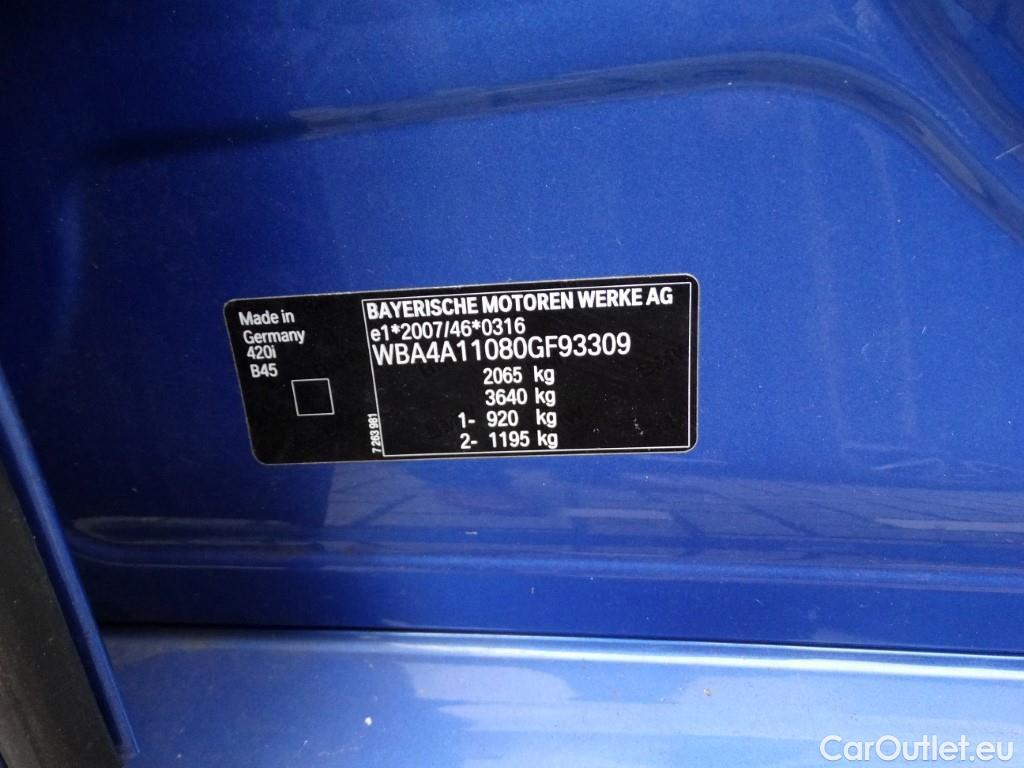 Made in
Germany
420i
B45
7 263 981
BAYERISCHE MOTOREN WERKE AG
e1*2007/46*0316
WBA4A11080GF93309
2065 kg
3640 kg
1- 920 kg
2- 1195 kg
CarOutlet.eu